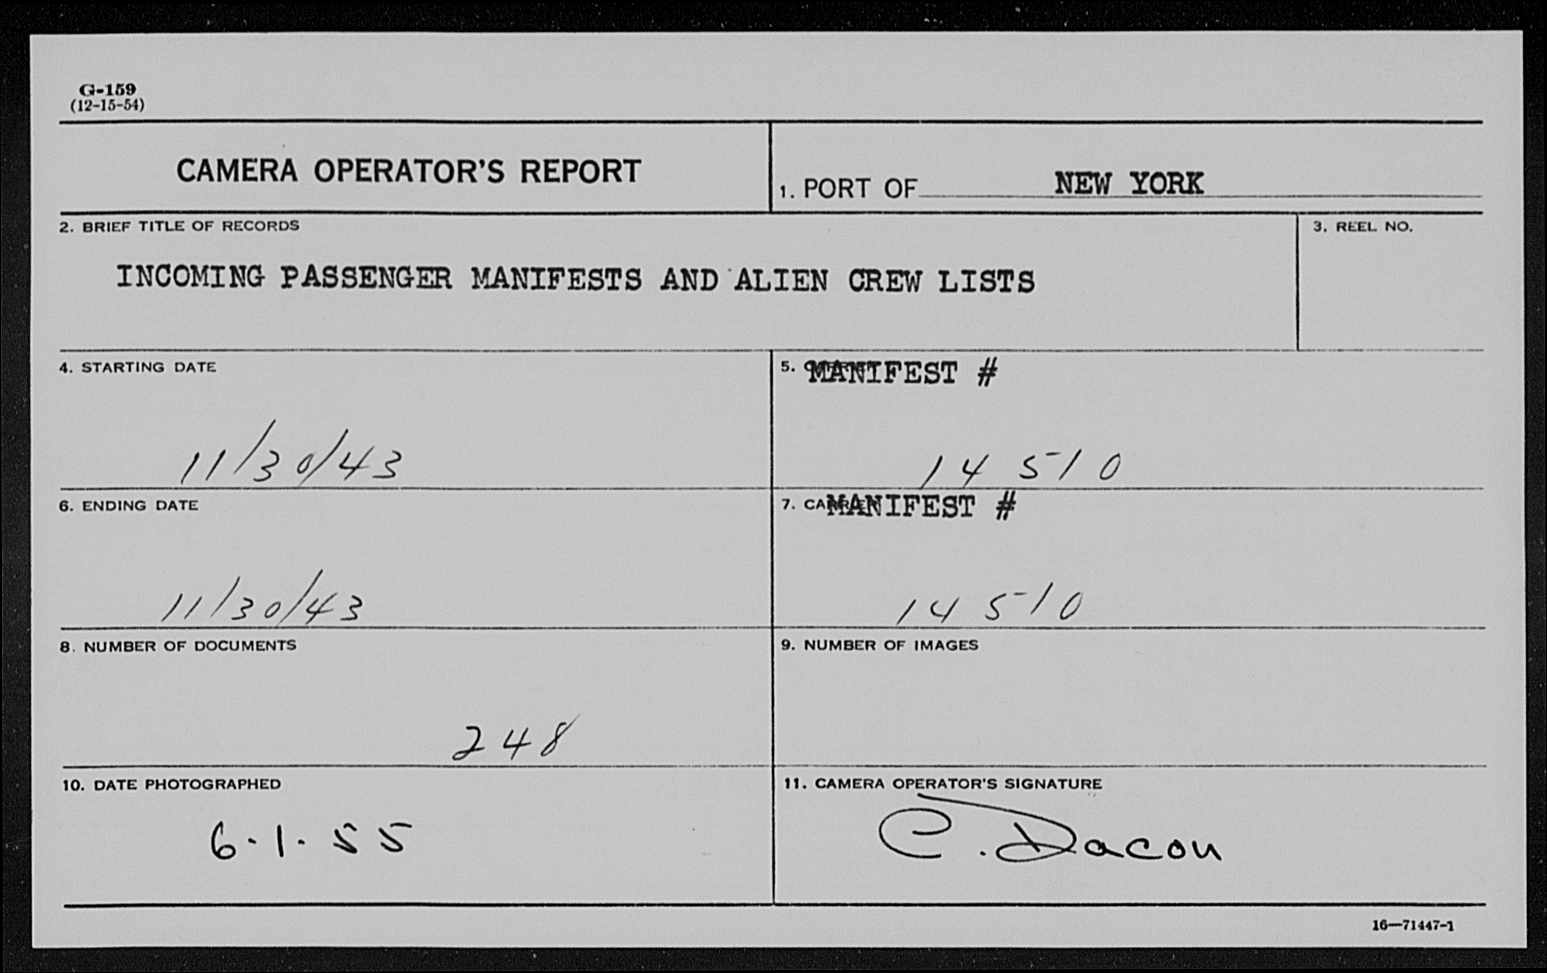 G-159
(12-15-54)
CAMERA OPERATOR'S REPORT
1. PORT OF NEW YORK
2. BRIEF TITLE OF RECORDS
INCOMING PASSENGER MANIFESTS AND ALIEN CREW LISTS
3. REEL NO.
4. STARTING DATE
11/30/43
5. MANIFEST #
14510
6. ENDING DATE
11/30/43
7. MANIFEST #
14510
8. NUMBER OF DOCUMENTS
248
9. NUMBER OF IMAGES
10. DATE PHOTOGRAPHED
6.1.55
11. CAMERA OPERATOR'S SIGNATURE
C. Dacon
16—71447-1